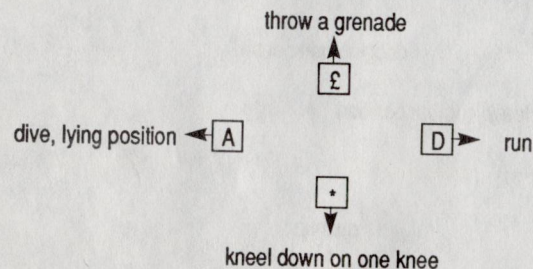 throw a grenade
£
dive, lying position A D run
*
kneel down on one knee